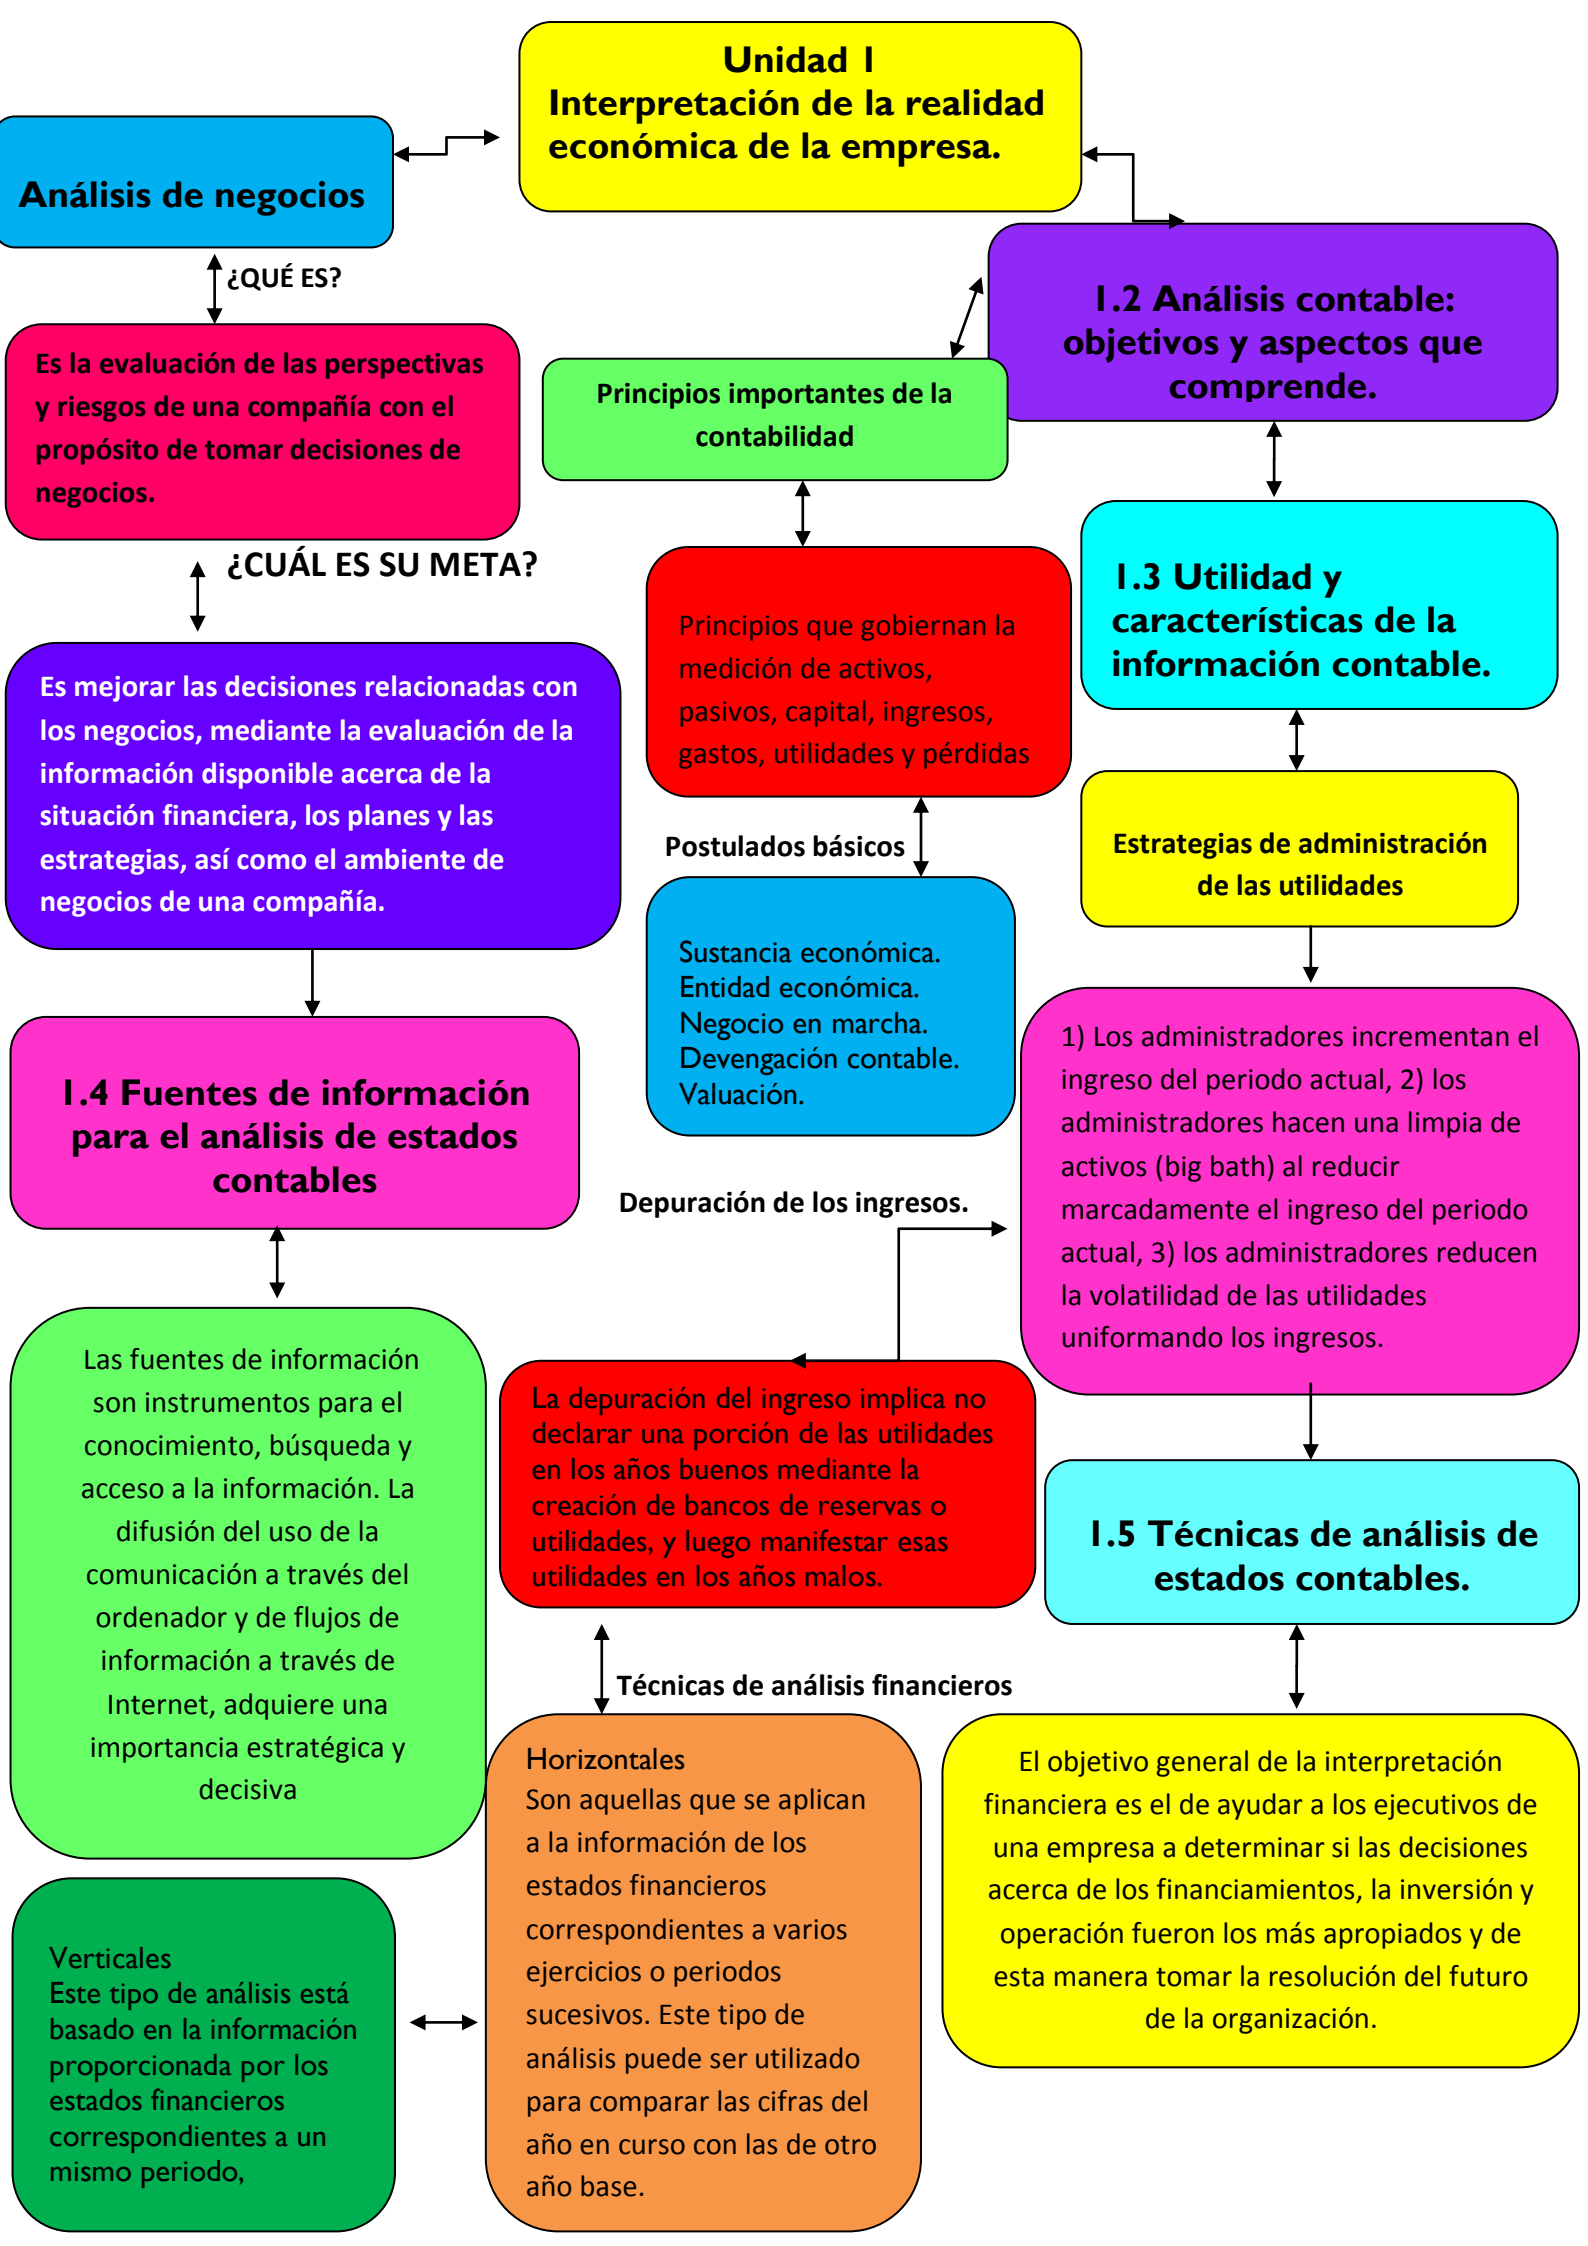 Unidad 1
Interpretación de la realidad
económica de la empresa.
Análisis de negocios
¿QUÉ ES?
Es la evaluación de las perspectivas
y riesgos de una compañía con el
propósito de tomar decisiones de
negocios.
¿CUÁL ES SU META?
Es mejorar las decisiones relacionadas con
los negocios, mediante la evaluación de la
información disponible acerca de la
situación financiera, los planes y las
estrategias, así como el ambiente de
negocios de una compañía.
1.2 Análisis contable:
objetivos y aspectos que
comprende.
Principios importantes de la
contabilidad
Principios que gobiernan la
medición de activos,
pasivos, capital, ingresos,
gastos, utilidades y pérdidas
Postulados básicos
Sustancia económica.
Entidad económica.
Negocio en marcha.
Devengación contable.
Valuación.
1.3 Utilidad y
características de la
información contable.
Estrategias de administración
de las utilidades
1) Los administradores incrementan el
ingreso del periodo actual, 2) los
administradores hacen una limpia de
activos (big bath) al reducir
marcadamente el ingreso del periodo
actual, 3) los administradores reducen
la volatilidad de las utilidades
uniformando los ingresos.
Depuración de los ingresos.
La depuración del ingreso implica no
declarar una porción de las utilidades
en los años buenos mediante la
creación de bancos de reservas o
utilidades, y luego manifestar esas
utilidades en los años malos.
1.4 Fuentes de información
para el análisis de estados
contables
Las fuentes de información
son instrumentos para el
conocimiento, búsqueda y
acceso a la información. La
difusión del uso de la
comunicación a través del
ordenador y de flujos de
información a través de
Internet, adquiere una
importancia estratégica y
decisiva
1.5 Técnicas de análisis de
estados contables.
El objetivo general de la interpretación
financiera es el de ayudar a los ejecutivos de
una empresa a determinar si las decisiones
acerca de los financiamientos, la inversión y
operación fueron los más apropiados y de
esta manera tomar la resolución del futuro
de la organización.
Técnicas de análisis financieros
Horizontales
Son aquellas que se aplican
a la información de los
estados financieros
correspondientes a varios
ejercicios o periodos
sucesivos. Este tipo de
análisis puede ser utilizado
para comparar las cifras del
año en curso con las de otro
año base.
Verticales
Este tipo de análisis está
basado en la información
proporcionada por los
estados financieros
correspondientes a un
mismo periodo,